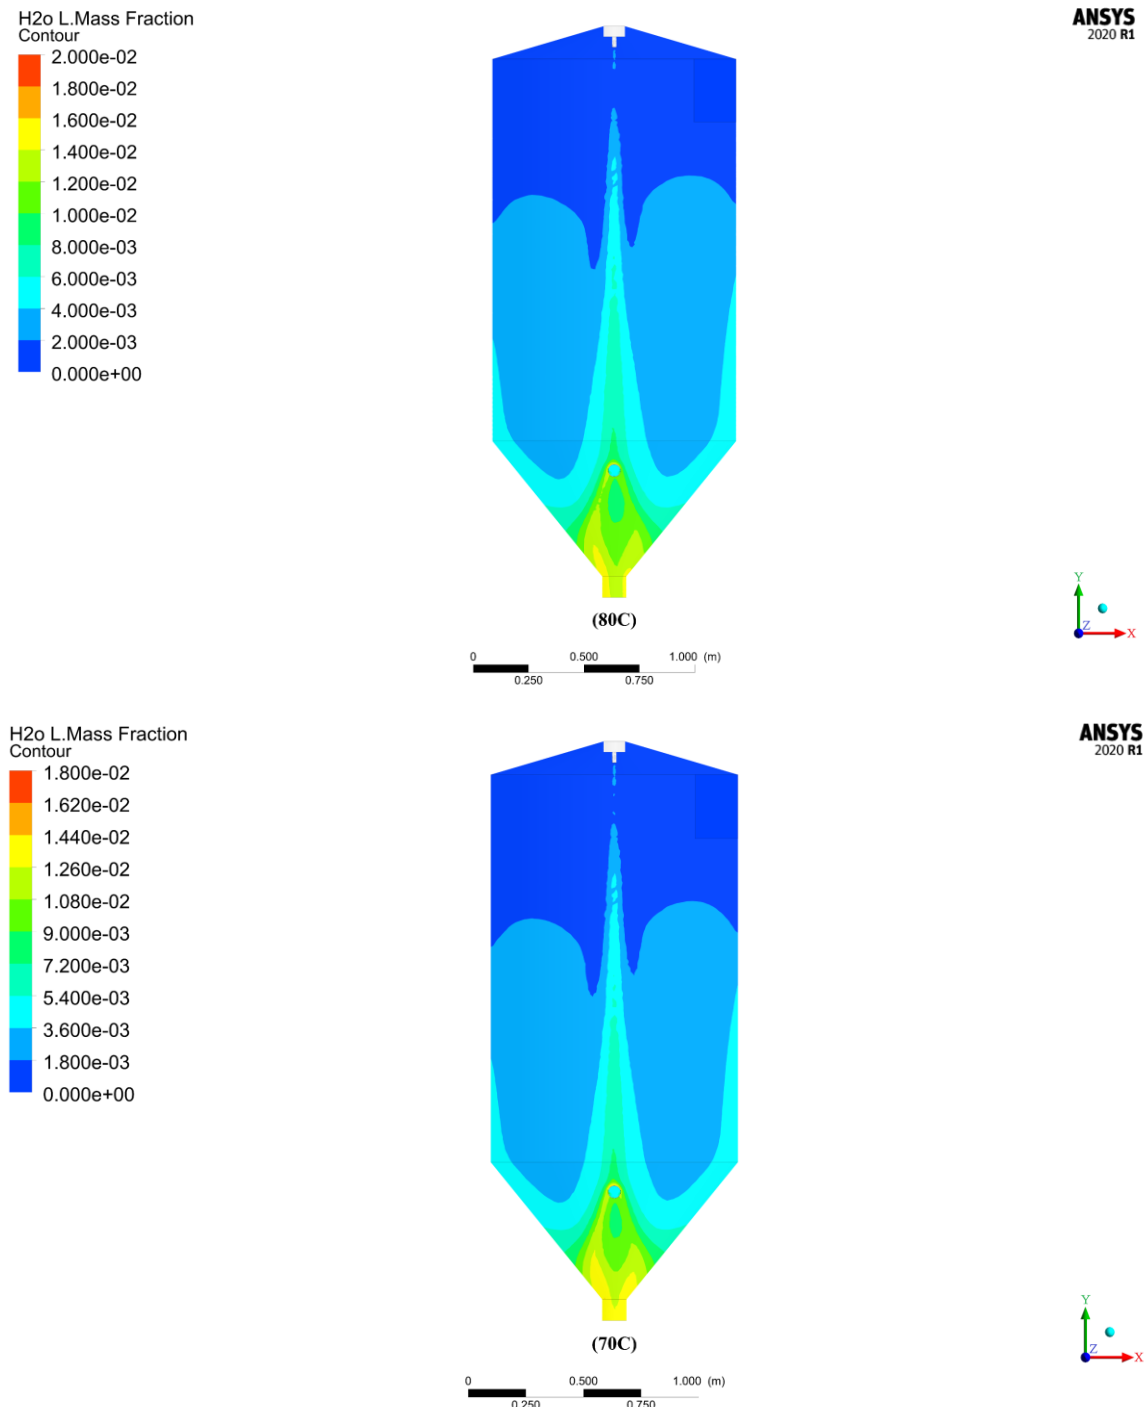 H2o L.Mass Fraction
Contour
2.000e-02
1.800e-02
1.600e-02
1.400e-02
1.200e-02
1.000e-02
8.000e-03
6.000e-03
4.000e-03
2.000e-03
0.000e+00
ANSYS
2020 R1
(80C)
Y
Z
X
0 0.500 1.000 (m)
0.250 0.750
H2o L.Mass Fraction
Contour
1.800e-02
1.620e-02
1.440e-02
1.260e-02
1.080e-02
9.000e-03
7.200e-03
5.400e-03
3.600e-03
1.800e-03
0.000e+00
ANSYS
2020 R1
(70C)
Y
Z
X
0 0.500 1.000 (m)
0.250 0.750